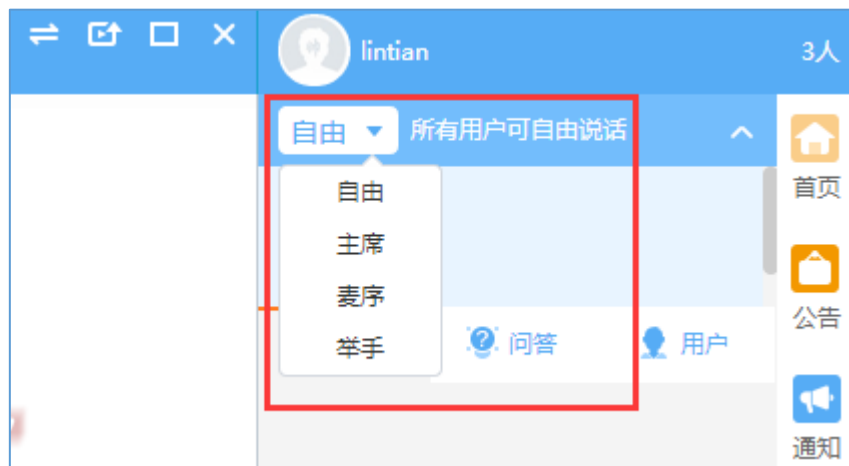 lintian
3人
自由
所有用户可自由说话
首页
自由
主席
麦序
举手
公告
问答
用户
通知